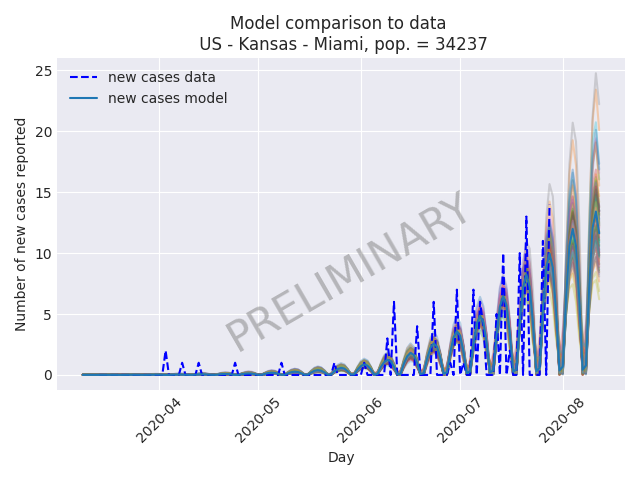 Model comparison to data
US - Kansas - Miami, pop. = 34237
new cases data
new cases model
PRELIMINARY
Number of new cases reported
25
20
15
10
5
0
2020-04
2020-05
2020-06
2020-07
2020-08
Day